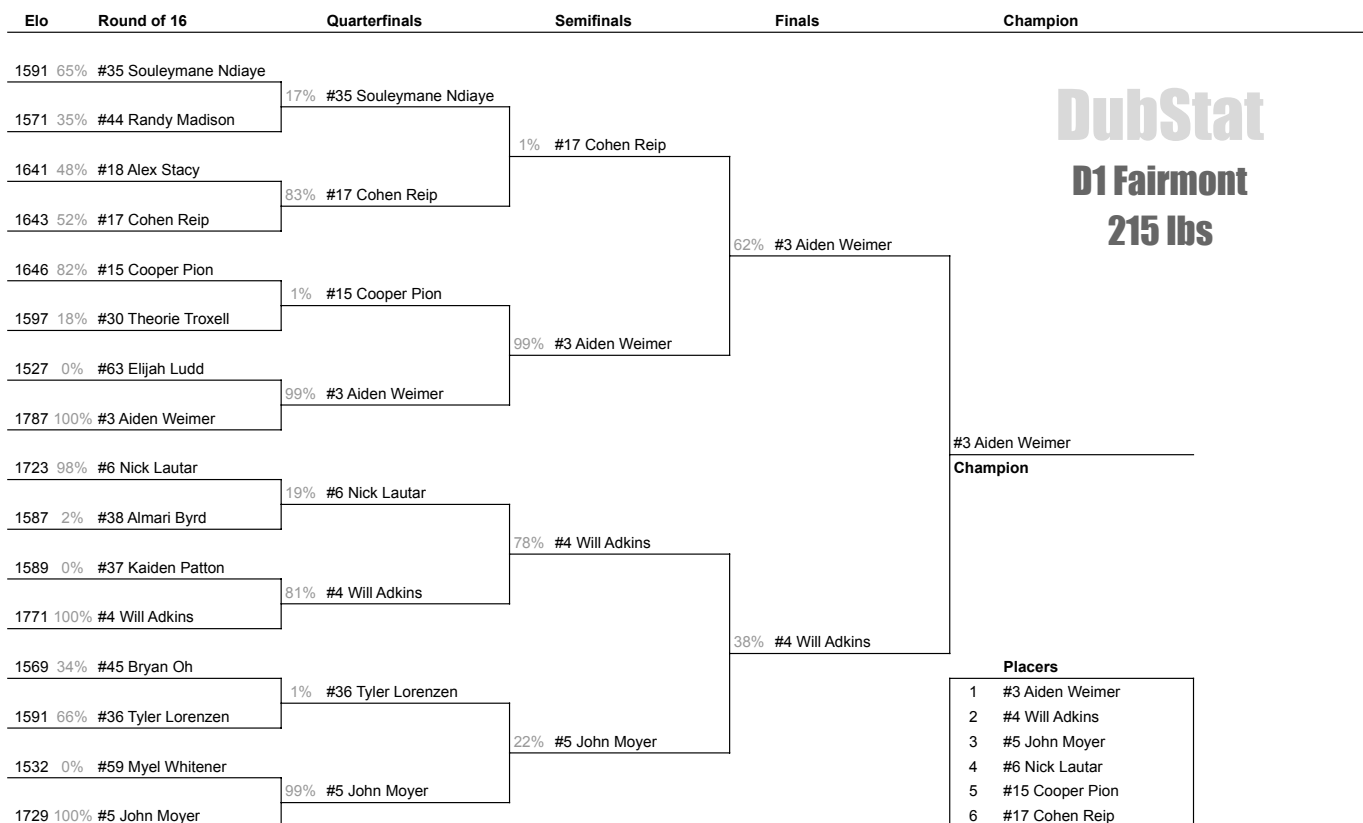 Elo Round of 16 Quarterfinals Semifinals Finals Champion
1591 65% #35 Souleymane Ndiaye
17% #35 Souleymane Ndiaye
1571 35% #44 Randy Madison
1% #17 Cohen Reip
1641 48% #18 Alex Stacy
83% #17 Cohen Reip
1643 52% #17 Cohen Reip
62% #3 Aiden Weimer
1646 82% #15 Cooper Pion
1% #15 Cooper Pion
1597 18% #30 Theorie Troxell
99% #3 Aiden Weimer
1527 0% #63 Elijah Ludd
99% #3 Aiden Weimer
1787 100% #3 Aiden Weimer
#3 Aiden Weimer
Champion
1723 98% #6 Nick Lautar
19% #6 Nick Lautar
1587 2% #38 Almari Byrd
78% #4 Will Adkins
1589 0% #37 Kaiden Patton
81% #4 Will Adkins
1771 100% #4 Will Adkins
38% #4 Will Adkins
1569 34% #45 Bryan Oh
1% #36 Tyler Lorenzen
1591 66% #36 Tyler Lorenzen
22% #5 John Moyer
1532 0% #59 Myel Whitener
99% #5 John Moyer
1729 100% #5 John Moyer
DubStat
D1 Fairmont
215 lbs
Placers
1 #3 Aiden Weimer
2 #4 Will Adkins
3 #5 John Moyer
4 #6 Nick Lautar
5 #15 Cooper Pion
6 #17 Cohen Reip